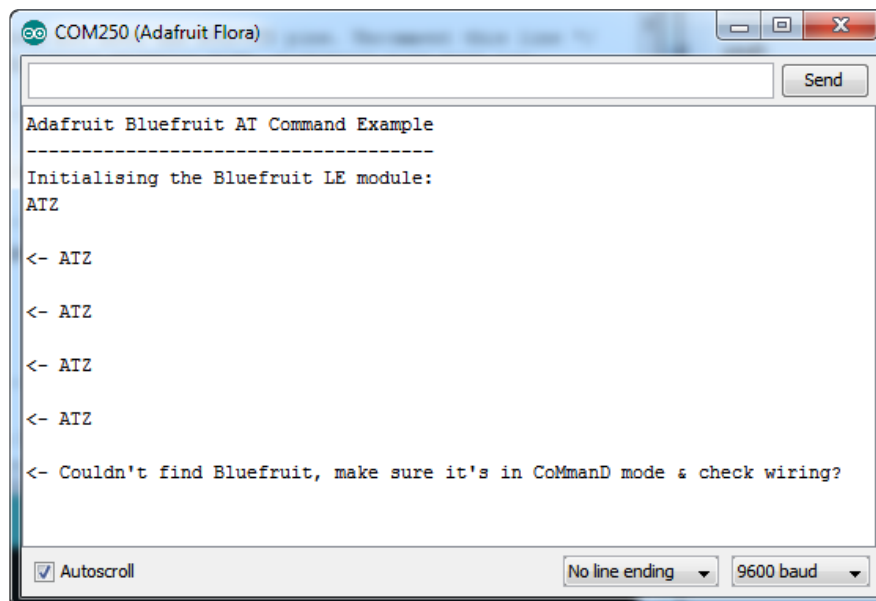 COM250 (Adafruit Flora)
Send
Adafruit Bluefruit AT Command Example
-------------------------------------
Initialising the Bluefruit LE module:
ATZ
<- ATZ
<- ATZ
<- ATZ
<- ATZ
<- Couldn't find Bluefruit, make sure it's in CoMmanD mode & check wiring?
Autoscroll
No line ending
9600 baud